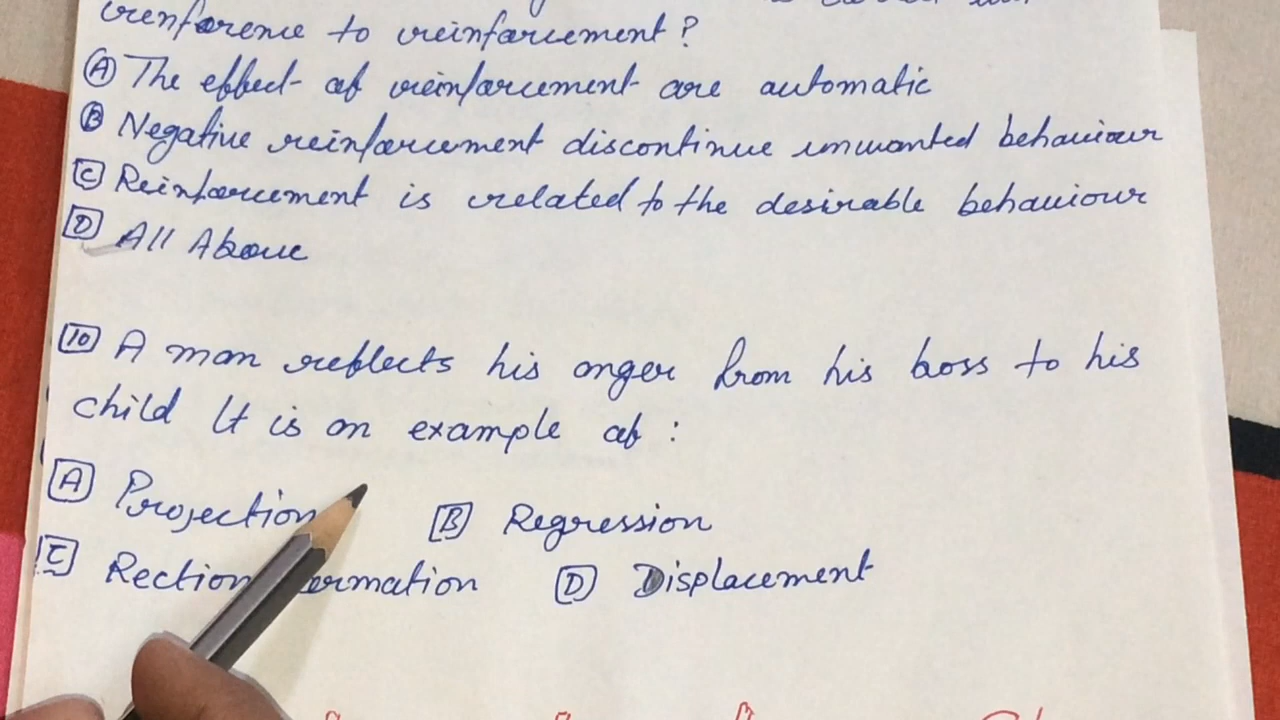 renforence to reinforcement?
(A) The effect of reinforcement are automatic
(B) Negative reinforcement discontinue unwanted behaviour
[C] Reinforcement is related to the desirable behaviour
[D] All Above
[10] A man reflects his anger from his boss to his
child It is an example of :
[A] Projection [B] Regression
[C] Rection ormation (D) Displacement